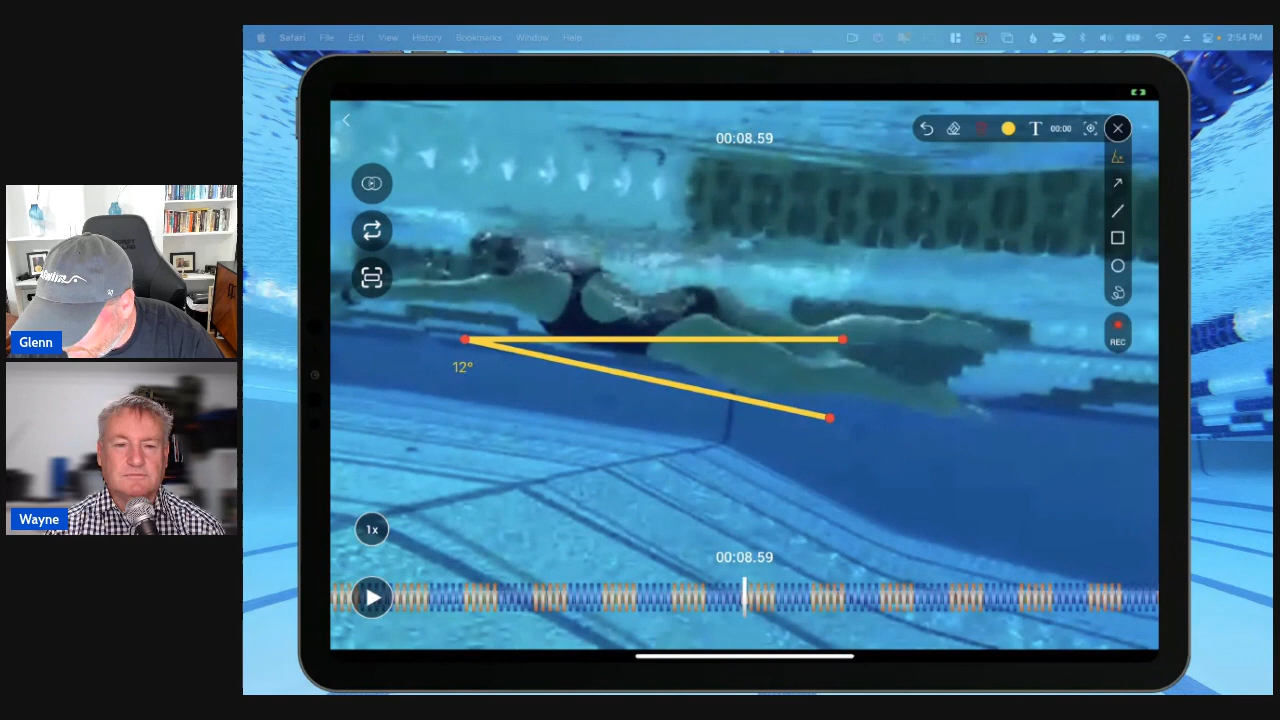 Safari File Edit View History Bookmarks Window Help 2:54 PM
00:08.59
T 00:00
REC
12°
Glenn
Wayne
1x
00:08.59